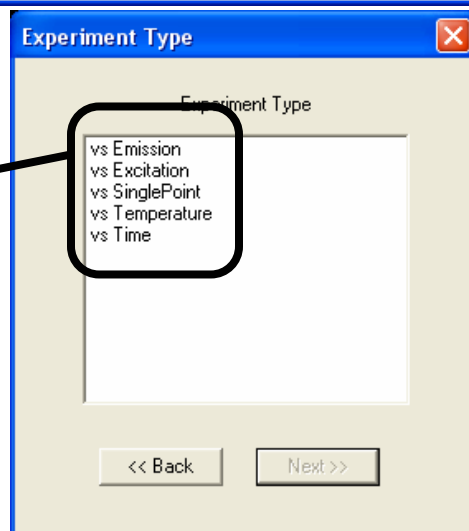 Experiment Type
Experiment Type
vs Emission
vs Excitation
vs SinglePoint
vs Temperature
vs Time
<< Back
Next >>